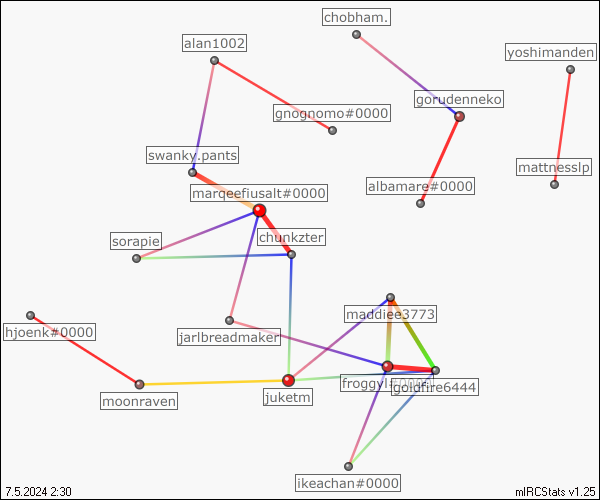 chobham.
alan1002
yoshimanden
gorudenneko
gnognomo#0000
swanky.pants
mattnesslp
albamare#0000
marqeefiusalt#0000
chunkzter
sorapie
maddiee3773
hjoenk#0000
jarlbreadmaker
goldfire6444
juketm
moonraven
ikeachan#0000
7.5.2024 2:30
mIRCStats v1.25